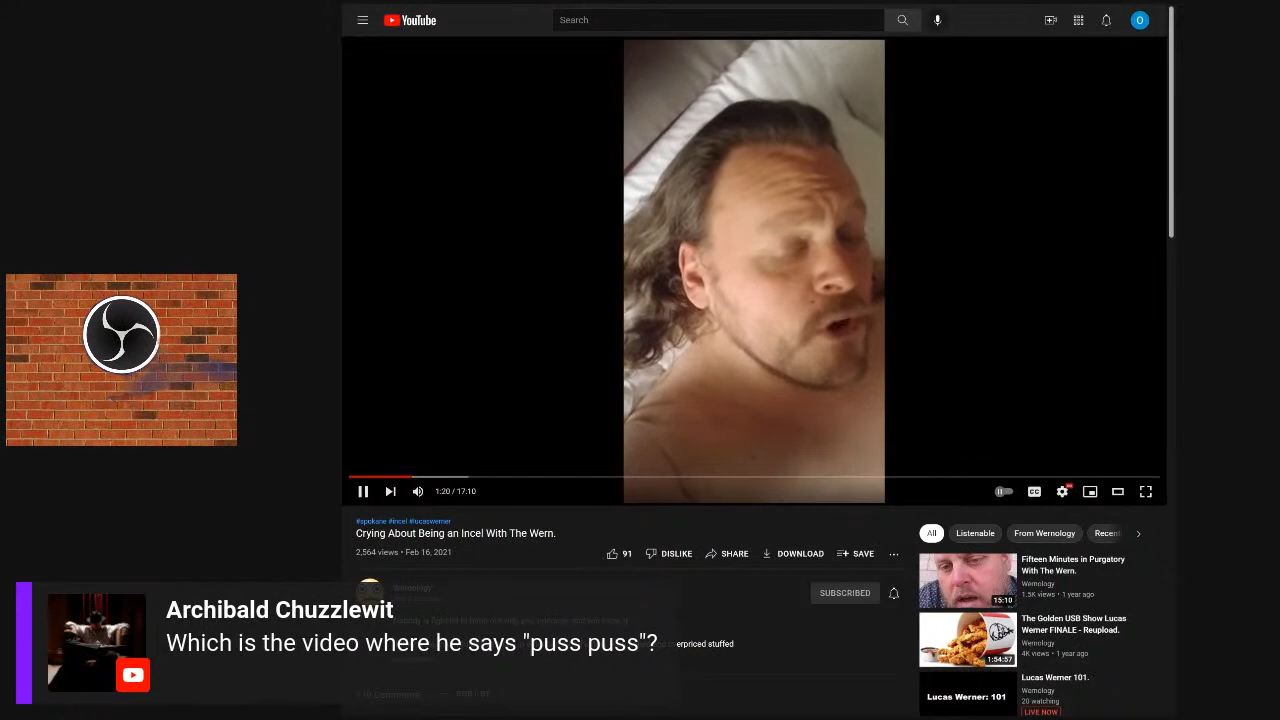 YouTube
Search
O
1:20 / 17:10
CC
#spokane #incel #lucaswerner
Crying About Being an Incel With The Wern.
2,564 views • Feb 16, 2021
91
DISLIKE
SHARE
DOWNLOAD
SAVE
Wernology
SUBSCRIBED
Archibald Chuzzlewit
Which is the video where he says "puss puss"?
erpriced stuffed
All
Listenable
From Wernology
Recent
Fifteen Minutes in Purgatory
With The Wern.
Wernology
1.5K views • 1 year ago
15:10
The Golden USB Show Lucas
Werner FINALE - Reupload.
4K views • 1 year ago
1:54:57
Lucas Werner 101.
Wernology
20 watching
LIVE NOW
Lucas Werner: 101